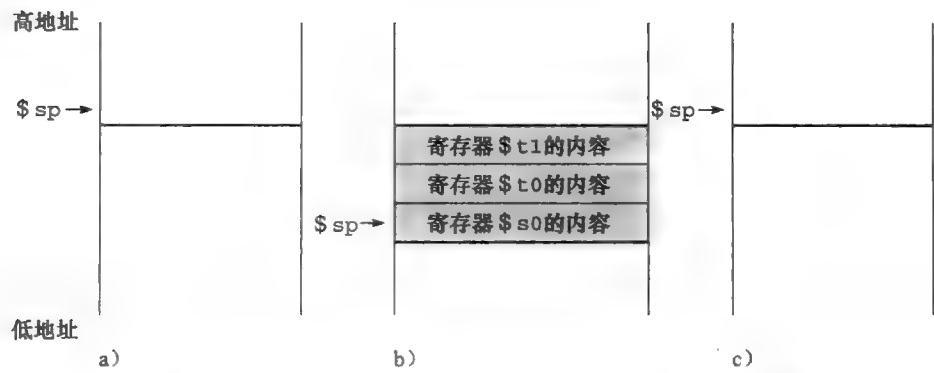 高地址
$sp
$sp
寄存器$t1的内容
寄存器$t0的内容
$sp
寄存器$s0的内容
低地址
a)
b)
c)